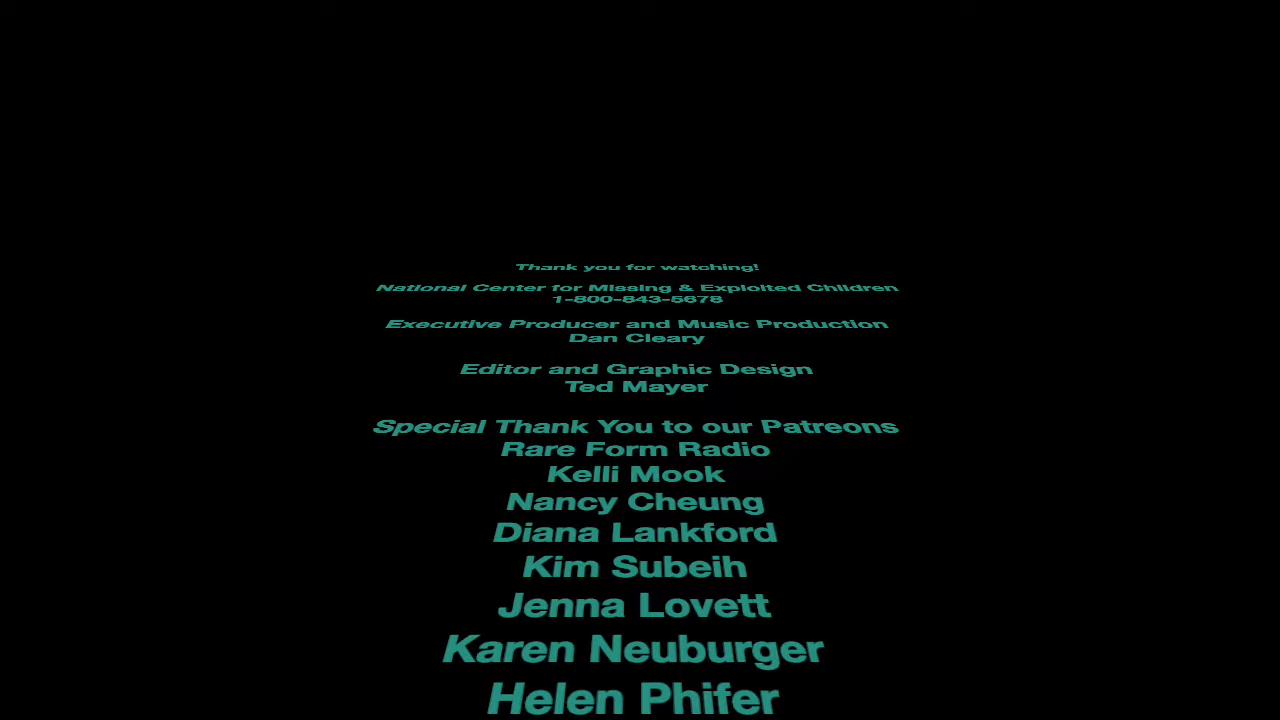 Thank you for watching!
National Center for Missing & Exploited Children
1-800-843-5678
Executive Producer and Music Production
Dan Cleary
Editor and Graphic Design
Ted Mayer
Special Thank You to our Patreons
Rare Form Radio
Kelli Mook
Nancy Cheung
Diana Lankford
Kim Subeih
Jenna Lovett
Karen Neuburger
Helen Phifer